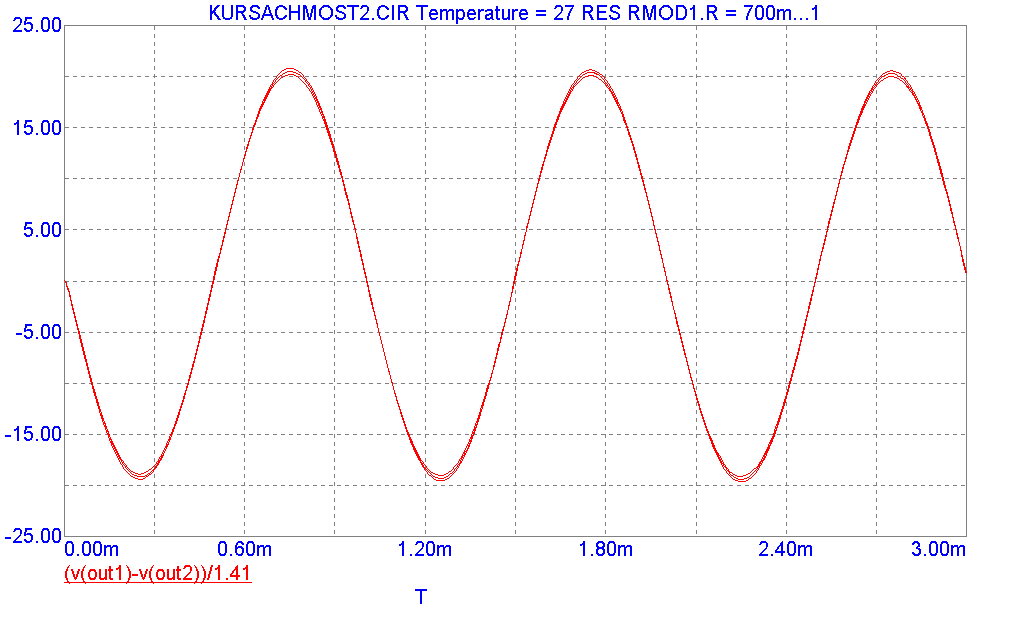 KURSACHMOST2.CIR Temperature = 27 RES RMOD1.R = 700m...1
25.00
15.00
5.00
-5.00
-15.00
-25.00
0.00m 0.60m 1.20m 1.80m 2.40m 3.00m
(v(out1)-v(out2))/1.41
T